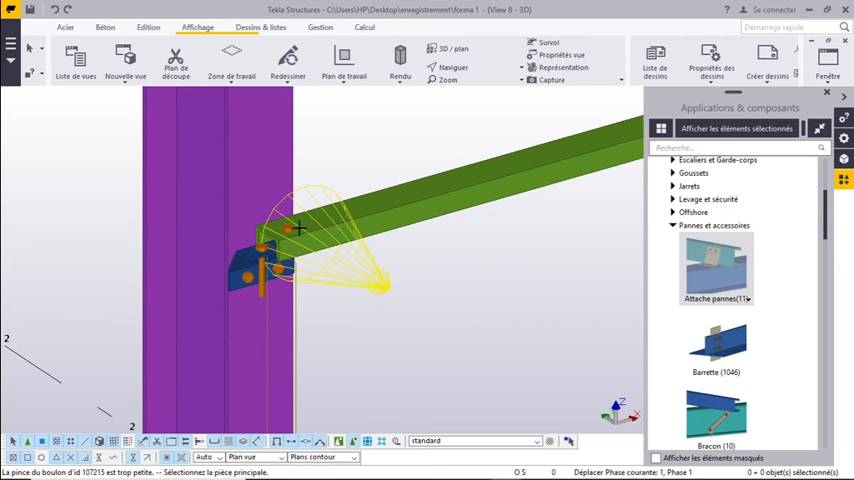 Tekla Structures - C:\Users\HP\Desktop\enregistrement\forma 1 - [View 8 - 3D]
Se connecter
Acier
Béton
Edition
Affichage
Dessins & listes
Gestion
Calcul
Démarrage rapide
Liste de vues
Nouvelle vue
Plan de découpe
Zone de travail
Redessiner
Plan de travail
Rendu
3D / plan
Naviguer
Zoom
Survol
Propriétés vue
Représentation
Capture
Liste de dessins
Propriétés des dessins
Créer dessins
Fenêtre
Applications & composants
Afficher les éléments sélectionnés
Recherche...
Escaliers et Garde-corps
Goussets
Jarrets
Levage et sécurité
Offshore
Pannes et accessoires
Attache pannes(11)
Barrette (1046)
Bracon (10)
Afficher les éléments masqués
2
2
Z
X
standard
Auto
Plan vue
Plans contour
La pince du boulon d'id 107215 est trop petite. -- Sélectionnez la pièce principale.
O S
0
Déplacer
Phase courante: 1, Phase 1
0 + 0 objet(s) sélectionné(s)